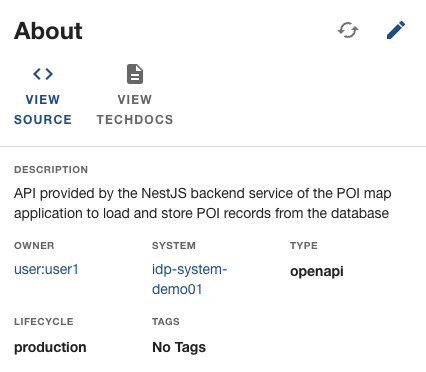 About
VIEW
SOURCE
VIEW
TECHDOCS
DESCRIPTION
API provided by the NestJS backend service of the POI map
application to load and store POI records from the database
OWNER
SYSTEM
TYPE
user:user1
idp-system-
demo01
openapi
LIFECYCLE
TAGS
production
No Tags